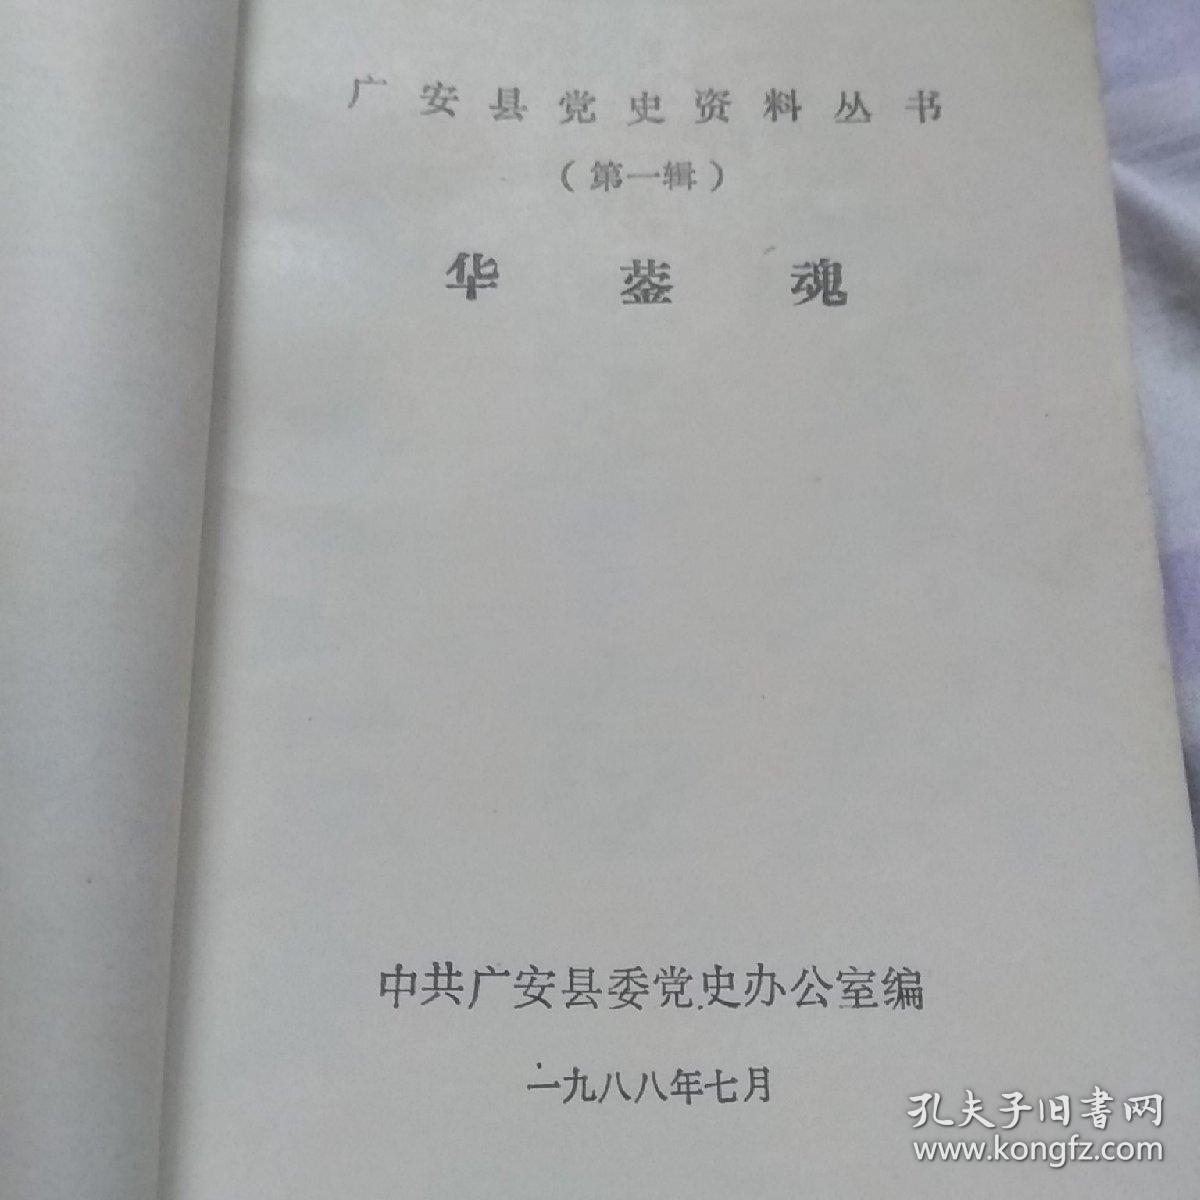 广安县党史资料丛书
（第一辑）
华蓥魂
中共广安县委党史办公室编
一九八八年七月
孔夫子旧书网
www.kongfz.com